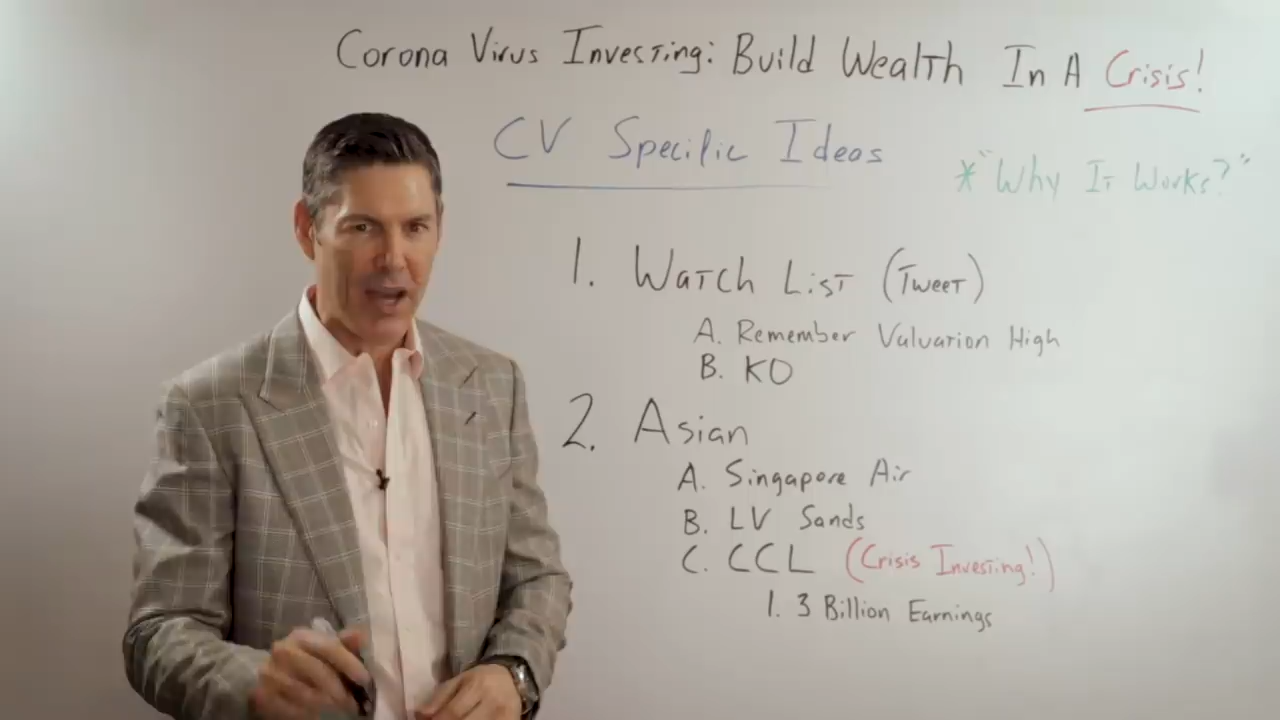 Corona Virus Investing: Build Wealth In A Crisis!
CV Specific Ideas
* "Why It Works?"
1. Watch List (Tweet)
A. Remember Valuation High
B. KO
2. Asian
A. Singapore Air
B. LV Sands
C. CCL (Crisis Investing!)
1. 3 Billion Earnings